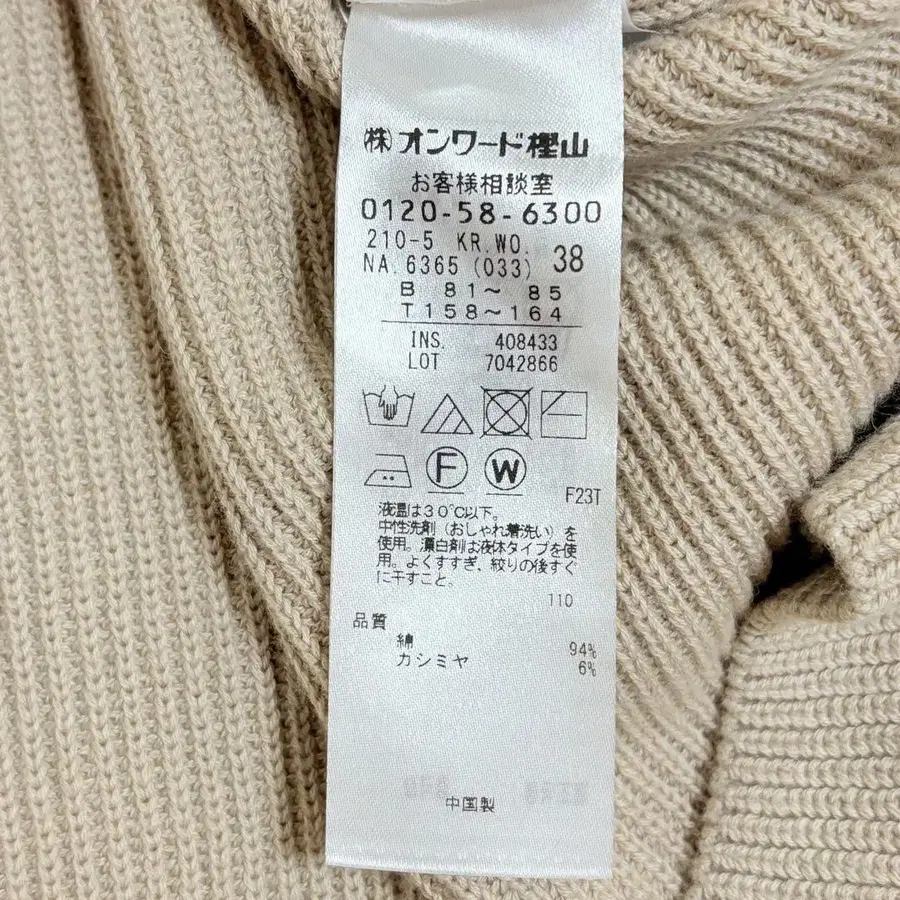 (株)オンワード樫山
お客様相談室
0120-58-6300
210-5 KR.WO.
NA.6365(033) 38
B 81～ 85
T158～164
INS. 408433
LOT 7042866
F
W
F23T
液温は30℃以下。
中性洗剤(おしゃれ着洗い)を
使用。漂白剤は液体タイプを使
用。よくすすぎ、絞りの後すぐ
に干すこと。
110
品質
綿 94%
カシミヤ 6%
中国製